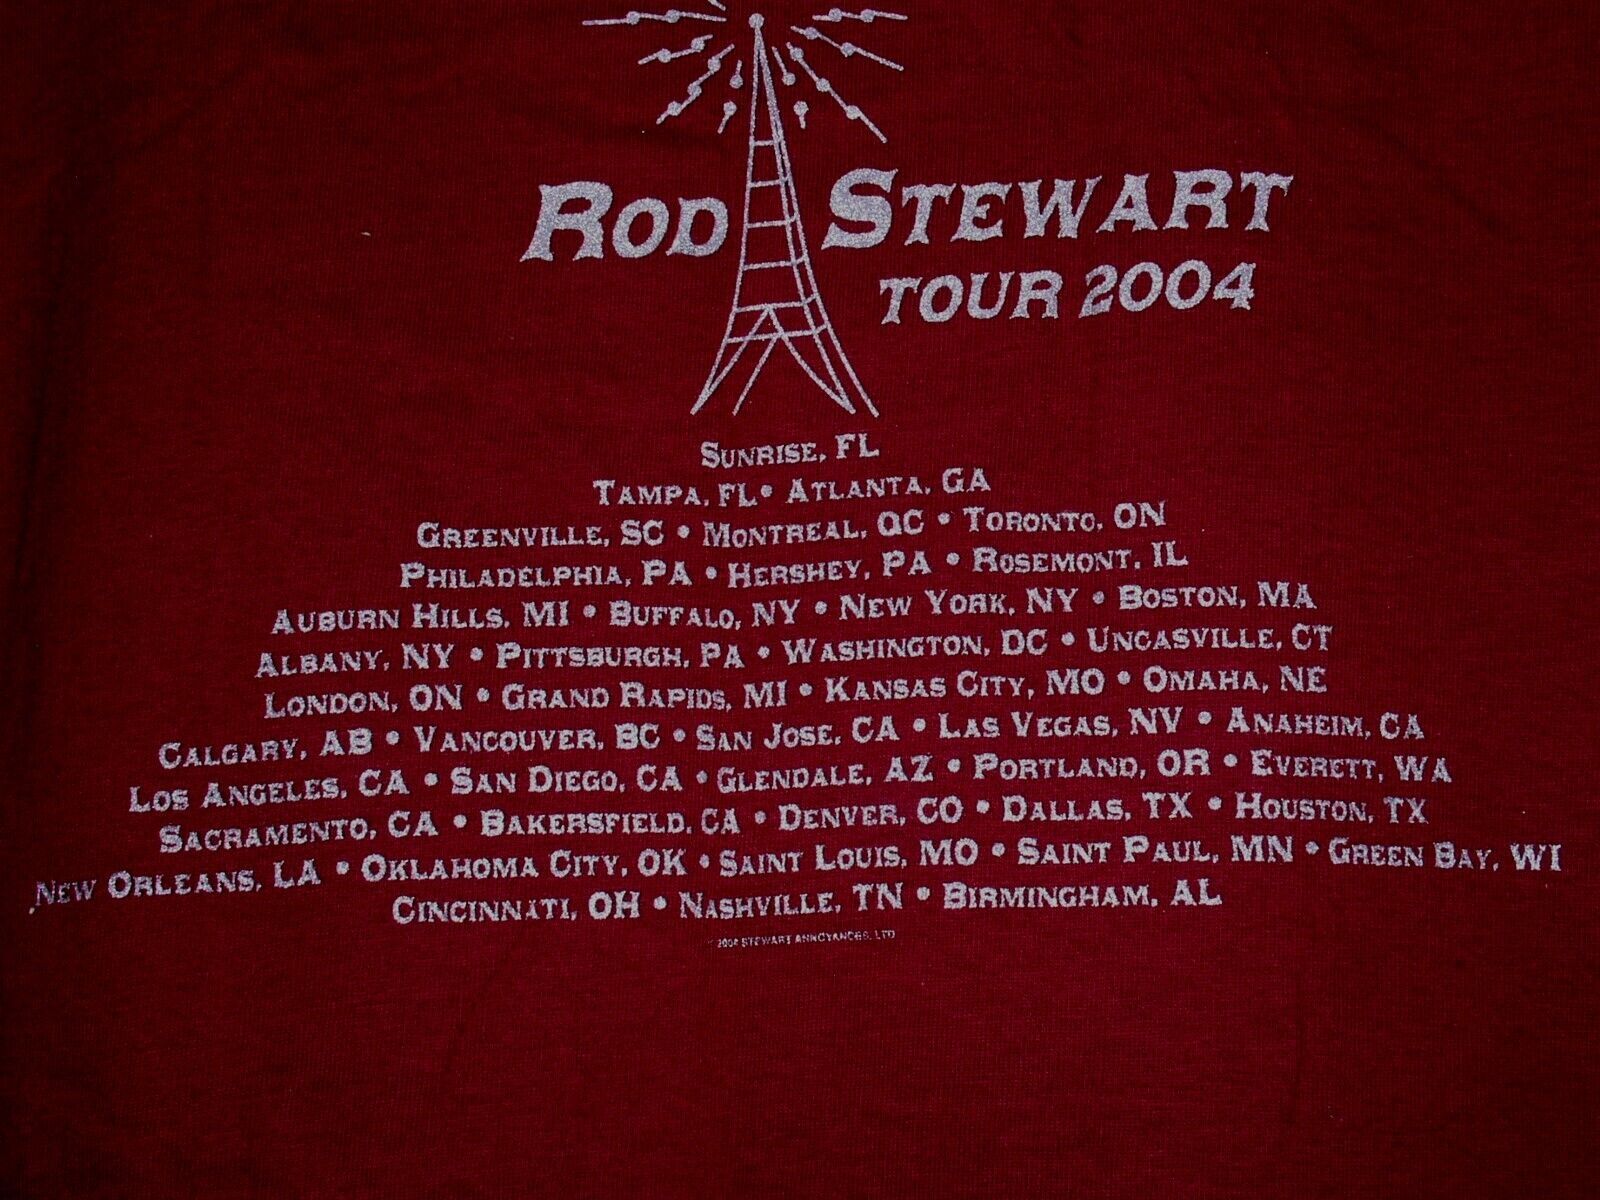 ROD STEWART
TOUR 2004
SUNRISE, FL
TAMPA, FL • ATLANTA, GA
GREENVILLE, SC • MONTREAL, QC • TORONTO, ON
PHILADELPHIA, PA • HERSHEY, PA • ROSEMONT, IL
AUBURN HILLS, MI • BUFFALO, NY • NEW YORK, NY • BOSTON, MA
ALBANY, NY • PITTSBURGH, PA • WASHINGTON, DC • UNCASVILLE, CT
LONDON, ON • GRAND RAPIDS, MI • KANSAS CITY, MO • OMAHA, NE
CALGARY, AB • VANCOUVER, BC • SAN JOSE, CA • LAS VEGAS, NV • ANAHEIM, CA
LOS ANGELES, CA • SAN DIEGO, CA • GLENDALE, AZ • PORTLAND, OR • EVERETT, WA
SACRAMENTO, CA • BAKERSFIELD, CA • DENVER, CO • DALLAS, TX • HOUSTON, TX
NEW ORLEANS, LA • OKLAHOMA CITY, OK • SAINT LOUIS, MO • SAINT PAUL, MN • GREEN BAY, WI
CINCINNATI, OH • NASHVILLE, TN • BIRMINGHAM, AL
2004 STEWART ANNOYANCES, LTD